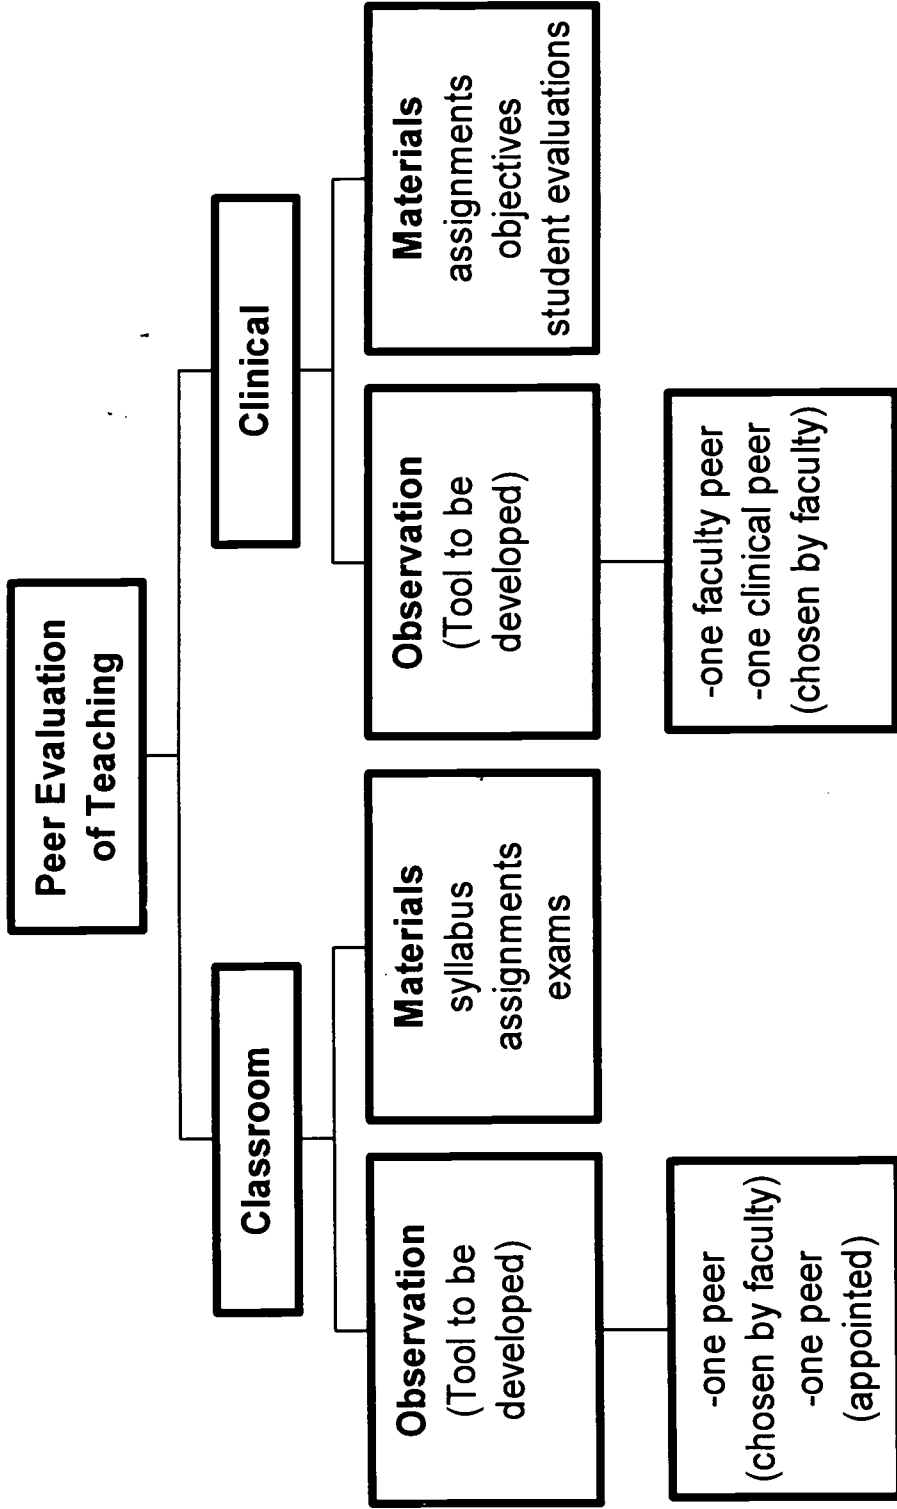 Peer Evaluation
of Teaching
Classroom
Clinical
Observation
(Tool to be
developed)
Materials
syllabus
assignments
exams
Observation
(Tool to be
developed)
Materials
assignments
objectives
student evaluations
-one peer
(chosen by faculty)
-one peer
(appointed)
-one faculty peer
-one clinical peer
(chosen by faculty)